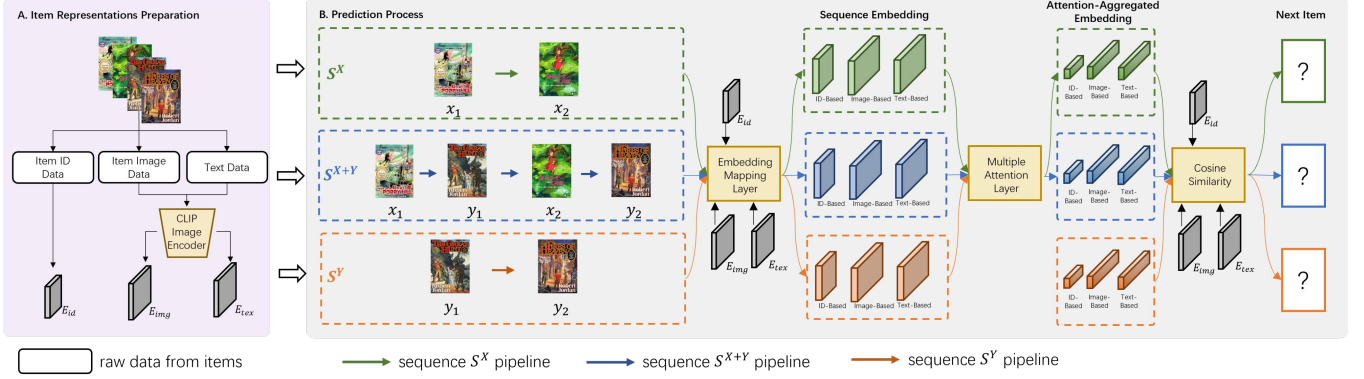 A. Item Representations Preparation
Item ID
Data
Item Image
Data
Text Data
CLIP
Image
Encoder
E_id
E_img
E_tex
B. Prediction Process
Sequence Embedding
Attention-Aggregated
Embedding
Next Item
S^X
x_1
x_2
S^{X+Y}
x_1
y_1
x_2
y_2
S^Y
y_1
y_2
E_id
Embedding
Mapping
Layer
E_img
E_tex
ID-Based
Image-Based
Text-Based
ID-Based
Image-Based
Text-Based
ID-Based
Image-Based
Text-Based
Multiple
Attention
Layer
ID-
Based
Image-
Based
Text-
Based
ID-
Based
Image-
Based
Text-
Based
ID-
Based
Image-
Based
Text-
Based
E_id
Cosine
Similarity
E_img
E_tex
?
?
?
raw data from items
sequence S^X pipeline
sequence S^{X+Y} pipeline
sequence S^Y pipeline